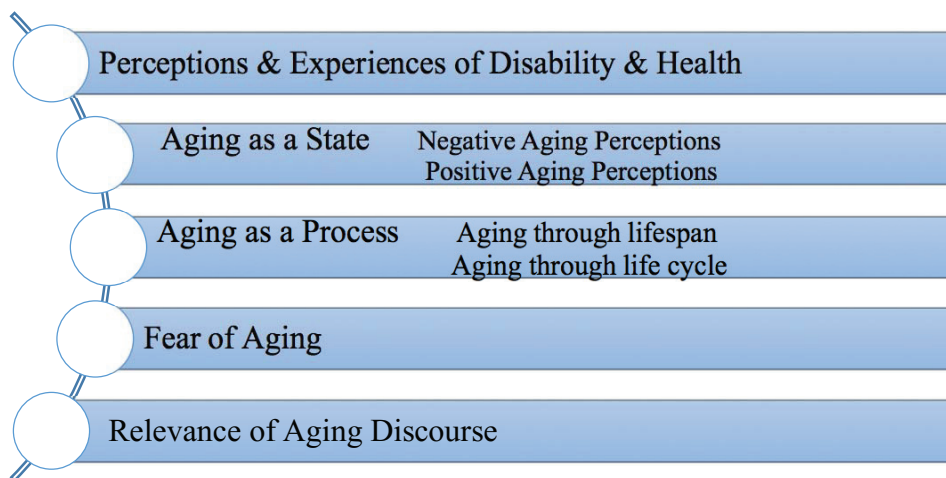 Perceptions & Experiences of Disability & Health
Aging as a State Negative Aging Perceptions
Positive Aging Perceptions
Aging as a Process Aging through lifespan
Aging through life cycle
Fear of Aging
Relevance of Aging Discourse